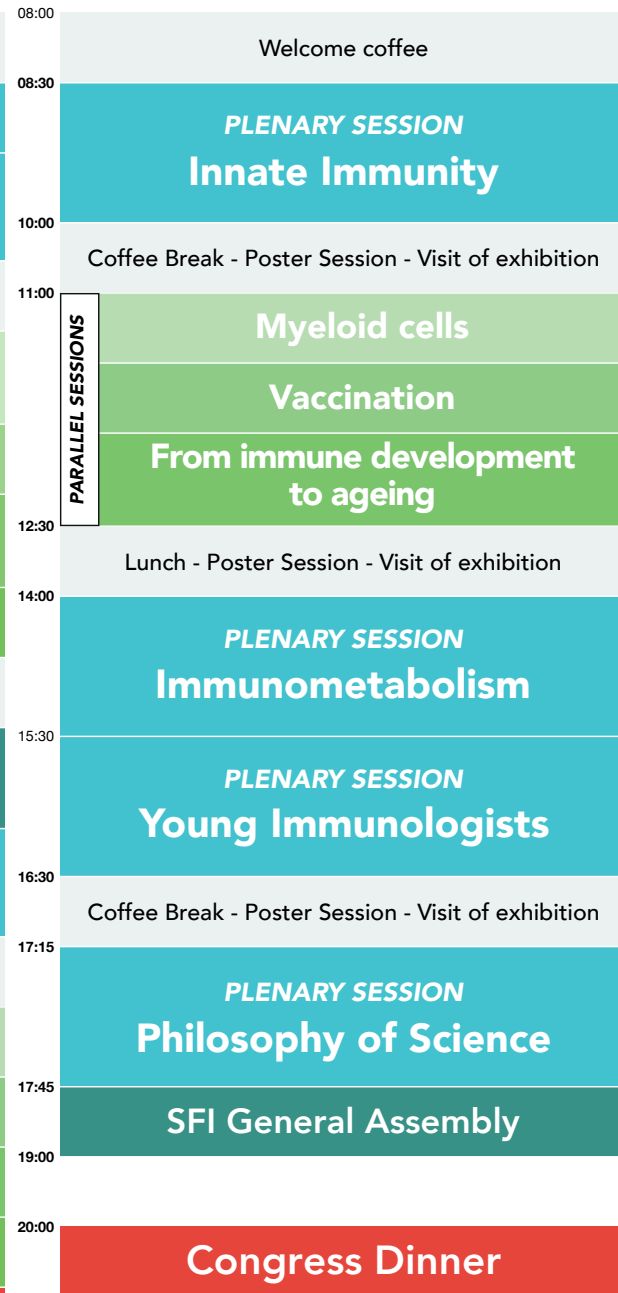 08:00
Welcome coffee
08:30
PLENARY SESSION
Innate Immunity
10:00
Coffee Break - Poster Session - Visit of exhibition
11:00
PARALLEL SESSIONS
Myeloid cells
Vaccination
From immune development
to ageing
12:30
Lunch - Poster Session - Visit of exhibition
14:00
PLENARY SESSION
Immunometabolism
15:30
PLENARY SESSION
Young Immunologists
16:30
Coffee Break - Poster Session - Visit of exhibition
17:15
PLENARY SESSION
Philosophy of Science
17:45
SFI General Assembly
19:00
20:00
Congress Dinner